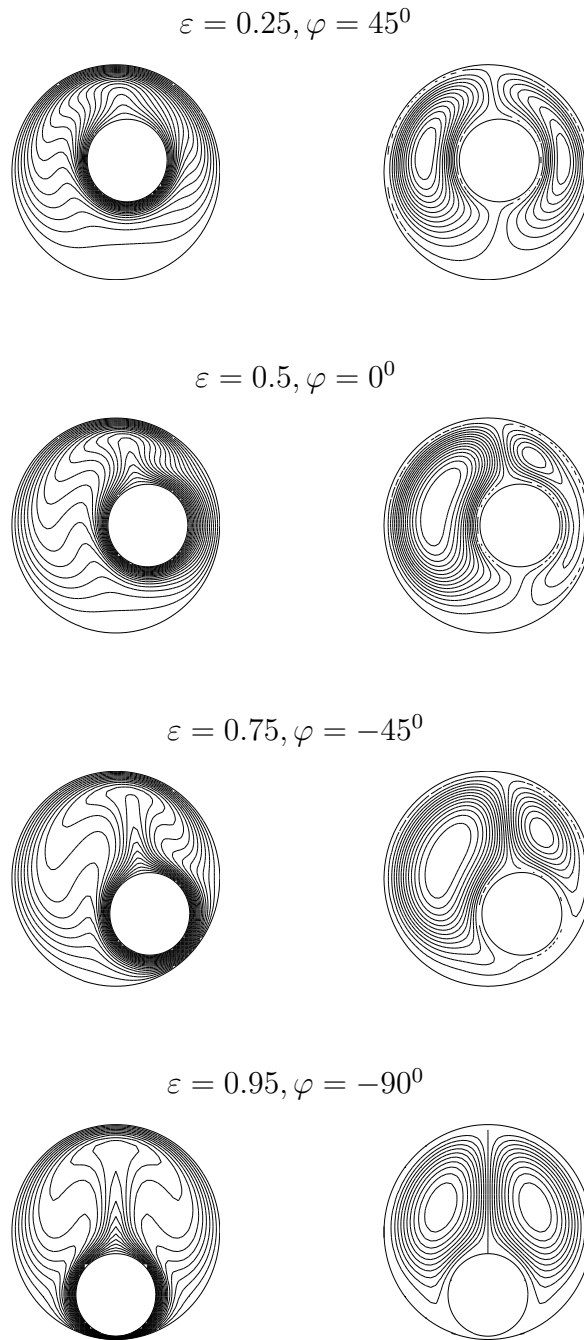 ε = 0.25, φ = 45⁰
ε = 0.5, φ = 0⁰
ε = 0.75, φ = −45⁰
ε = 0.95, φ = −90⁰